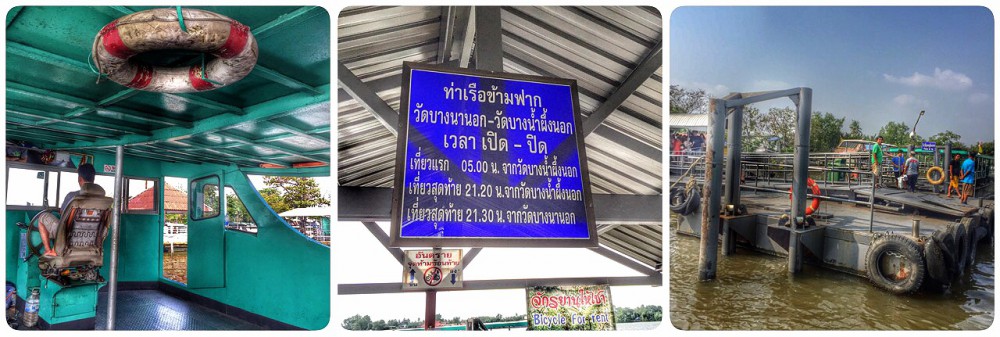 ท่าเรือข้ามฟาก
วัดบางนานอก-วัดบางน้ำผึ้งนอก
เวลา เปิด - ปิด
เที่ยวแรก 05.00 น. จากวัดบางน้ำผึ้ง
เที่ยวสุดท้าย 21.20 น.จากวัดบางน้ำผึ้งนอก
เที่ยวสุดท้าย 21.30 น. จากวัดบางนานอก
อันตราย
จักรยานให้เช่า
Bicycle For rent